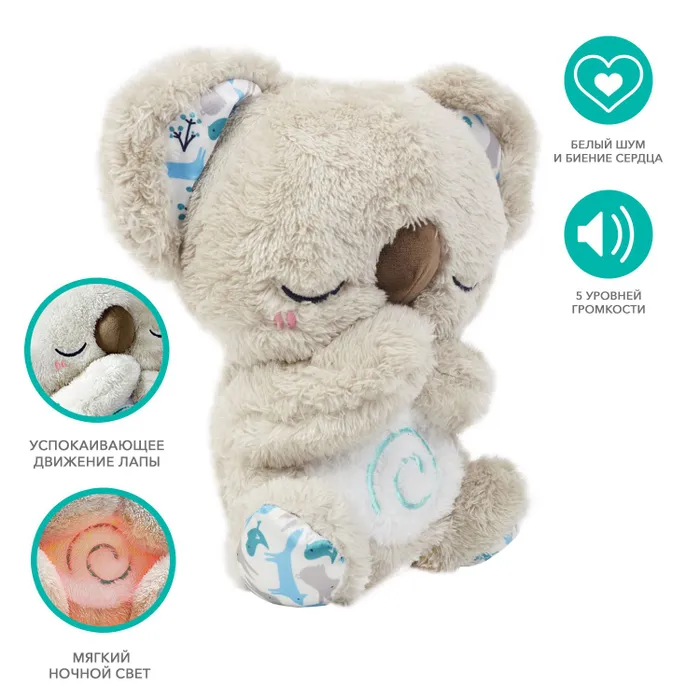 БЕЛЫЙ ШУМ
И БИЕНИЕ СЕРДЦА
5 УРОВНЕЙ
ГРОМКОСТИ
УСПОКАИВАЮЩЕЕ
ДВИЖЕНИЕ ЛАПЫ
МЯГКИЙ
НОЧНОЙ СВЕТ